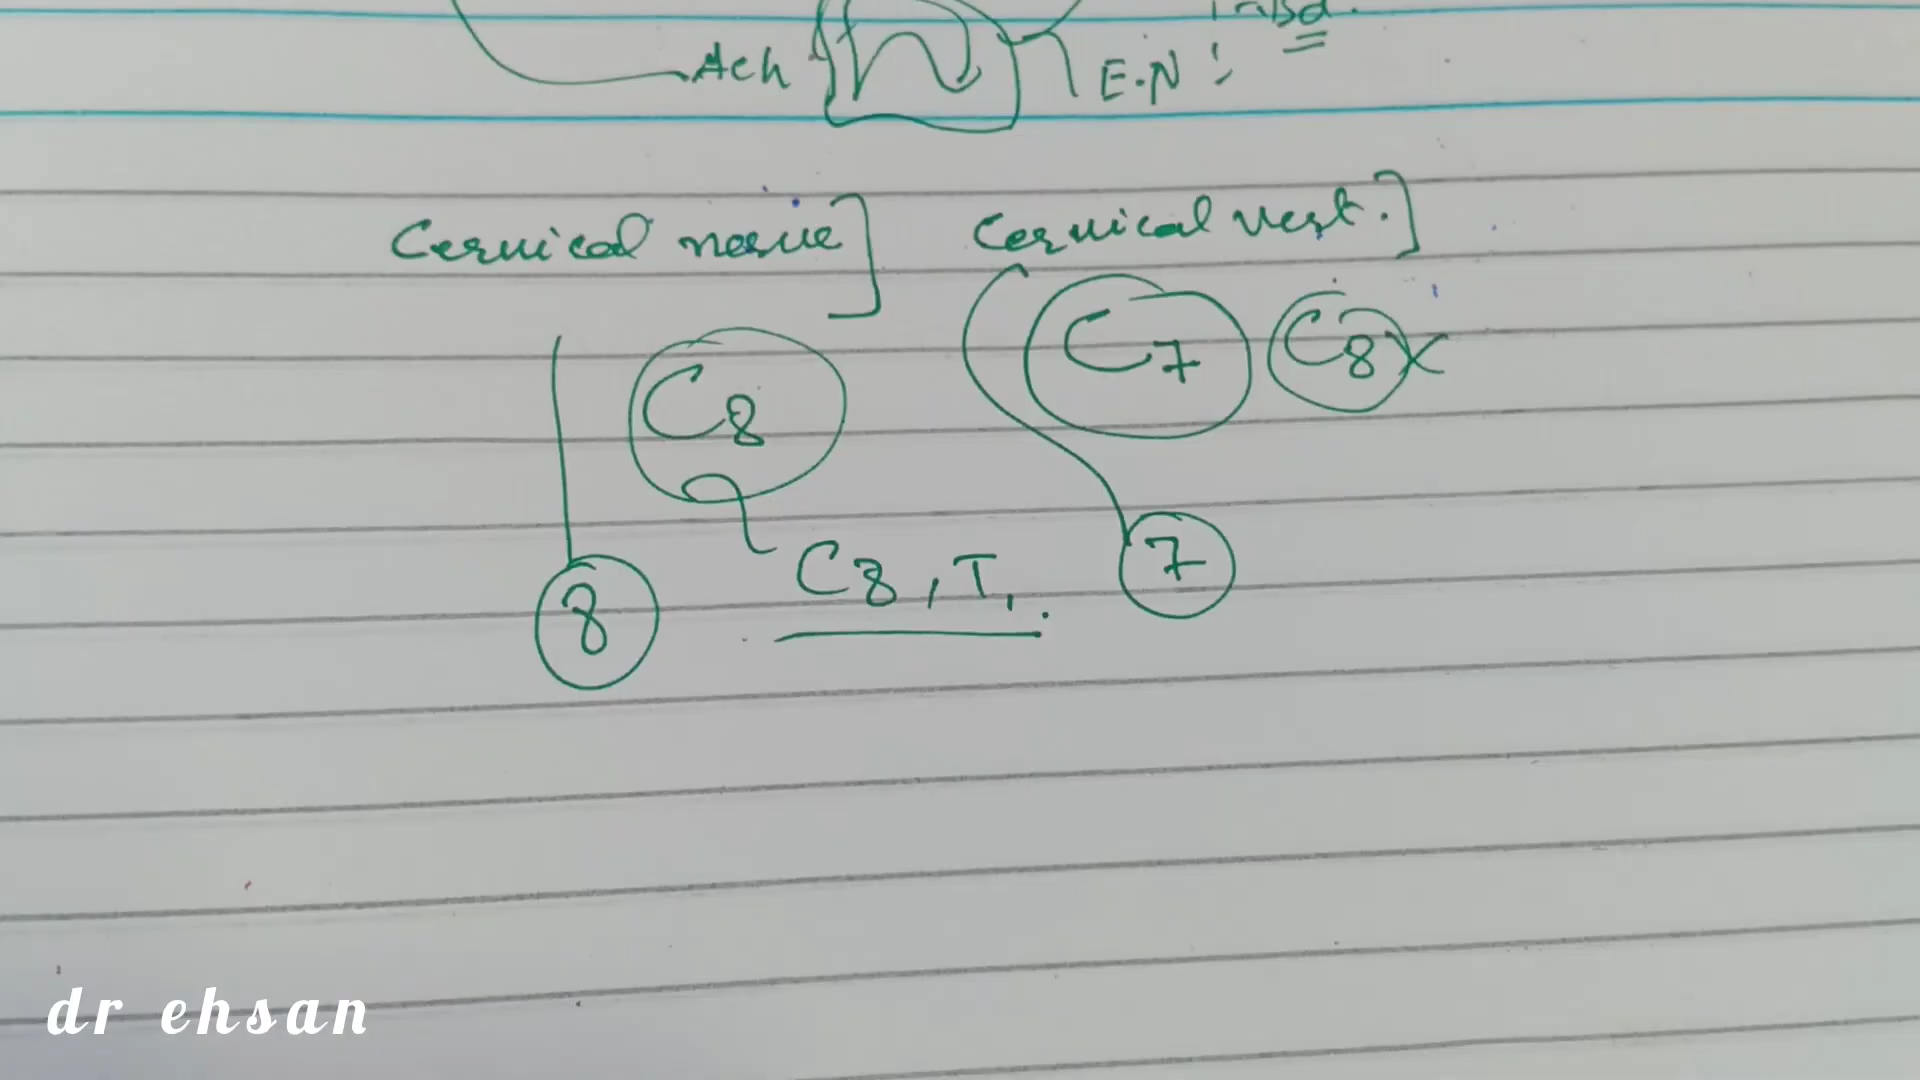 Ach E.N :
Cervical nerve] Cervical vert.]
C8 C7 C8 x
8 C8, T1. 7
dr ehsan